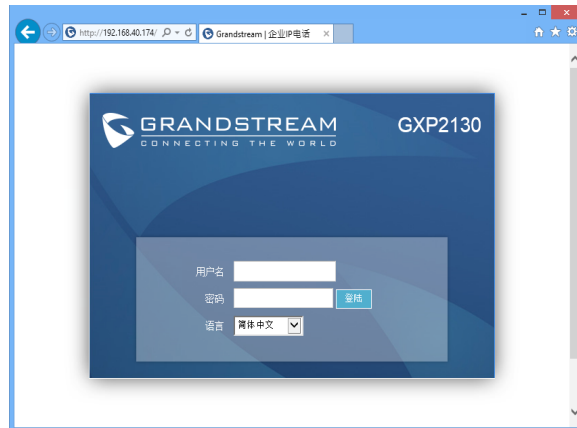 http://192.168.40.174/
Grandstream | 企业IP电话
GRANDSTREAM
CONNECTING THE WORLD
GXP2130
用户名
密码
登陆
语言
简体中文